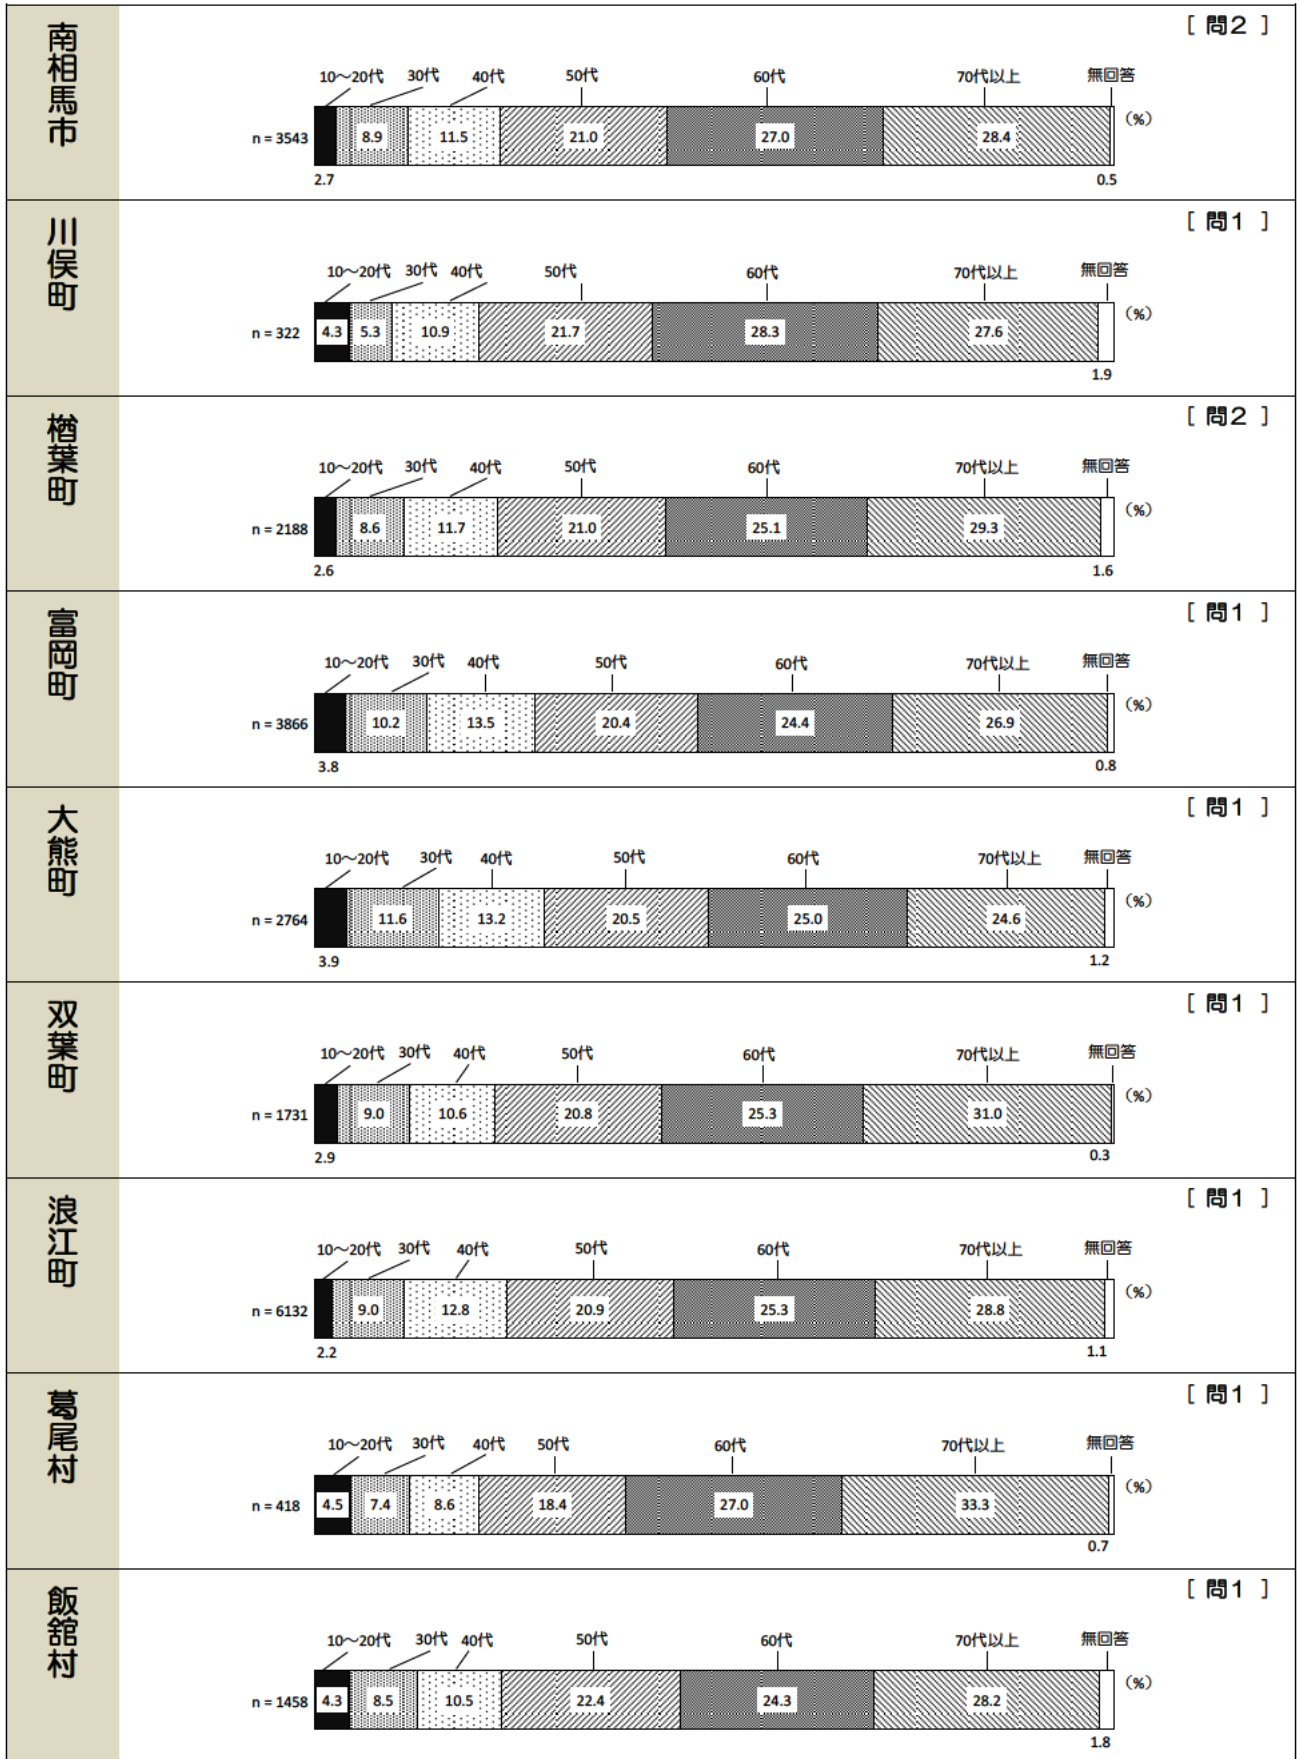 南相馬市
[ 問2 ]
10～20代 30代 40代 50代 60代 70代以上 無回答
n = 3543 8.9 11.5 21.0 27.0 28.4 (%)
2.7 0.5
川俣町
[ 問1 ]
10～20代 30代 40代 50代 60代 70代以上 無回答
n = 322 4.3 5.3 10.9 21.7 28.3 27.6 (%)
1.9
楢葉町
[ 問2 ]
10～20代 30代 40代 50代 60代 70代以上 無回答
n = 2188 8.6 11.7 21.0 25.1 29.3 (%)
2.6 1.6
富岡町
[ 問1 ]
10～20代 30代 40代 50代 60代 70代以上 無回答
n = 3866 10.2 13.5 20.4 24.4 26.9 (%)
3.8 0.8
大熊町
[ 問1 ]
10～20代 30代 40代 50代 60代 70代以上 無回答
n = 2764 11.6 13.2 20.5 25.0 24.6 (%)
3.9 1.2
双葉町
[ 問1 ]
10～20代 30代 40代 50代 60代 70代以上 無回答
n = 1731 9.0 10.6 20.8 25.3 31.0 (%)
2.9 0.3
浪江町
[ 問1 ]
10～20代 30代 40代 50代 60代 70代以上 無回答
n = 6132 9.0 12.8 20.9 25.3 28.8 (%)
2.2 1.1
葛尾村
[ 問1 ]
10～20代 30代 40代 50代 60代 70代以上 無回答
n = 418 4.5 7.4 8.6 18.4 27.0 33.3 (%)
0.7
飯舘村
[ 問1 ]
10～20代 30代 40代 50代 60代 70代以上 無回答
n = 1458 4.3 8.5 10.5 22.4 24.3 28.2 (%)
1.8